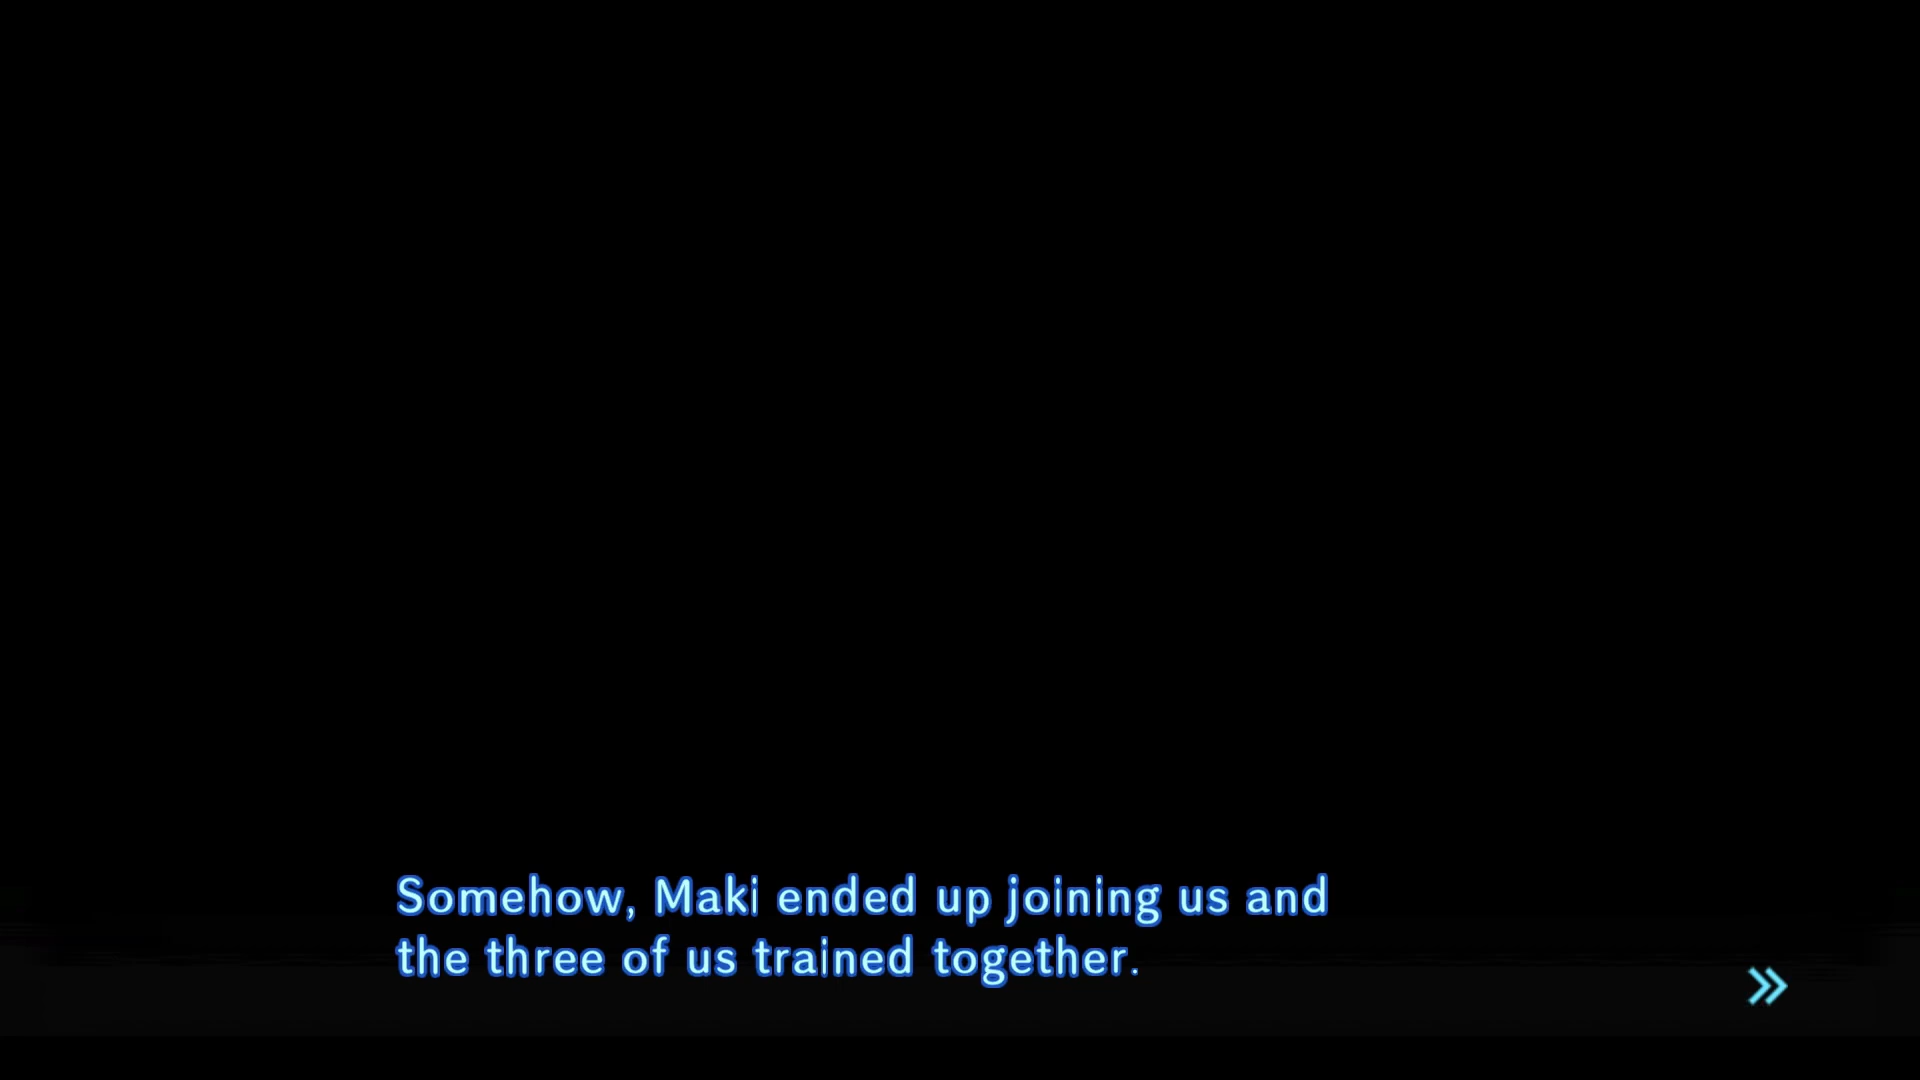 Somehow, Maki ended up joining us and
the three of us trained together.